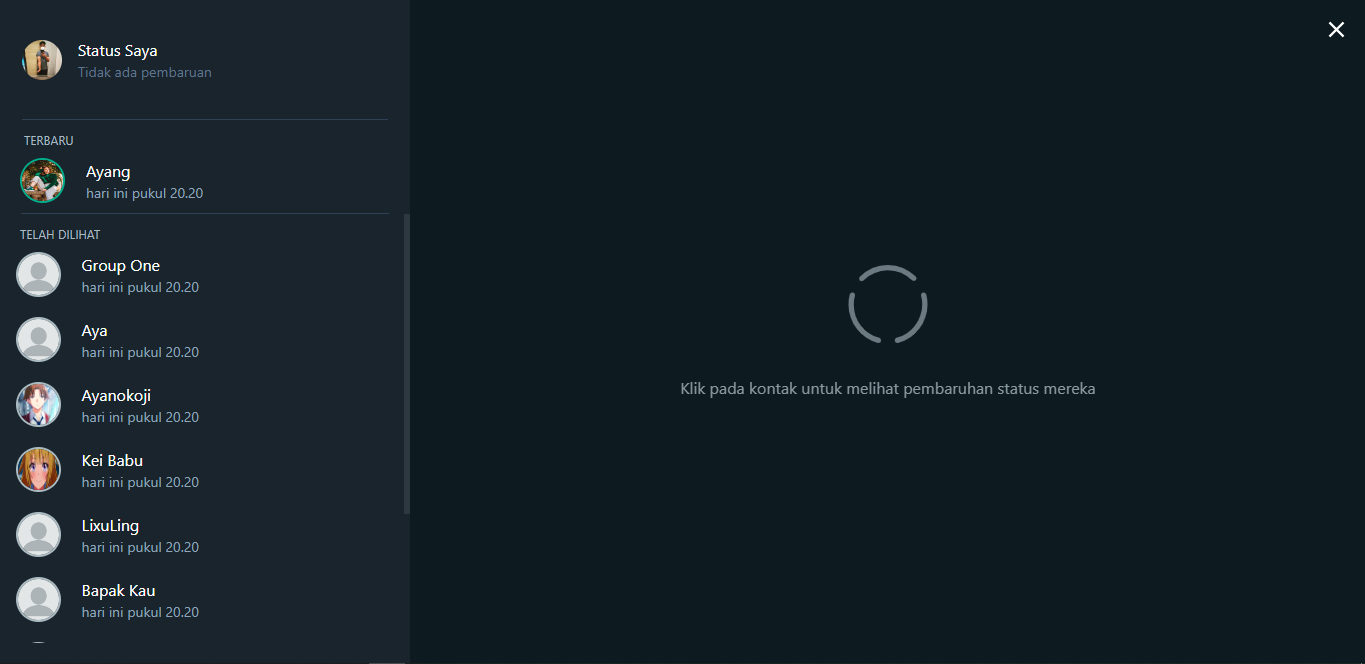 Status Saya
Tidak ada pembaruan
TERBARU
Ayang
hari ini pukul 20.20
TELAH DILIHAT
Group One
hari ini pukul 20.20
Aya
hari ini pukul 20.20
Ayanokoji
hari ini pukul 20.20
Kei Babu
hari ini pukul 20.20
LixuLing
hari ini pukul 20.20
Bapak Kau
hari ini pukul 20.20
Klik pada kontak untuk melihat pembaruhan status mereka